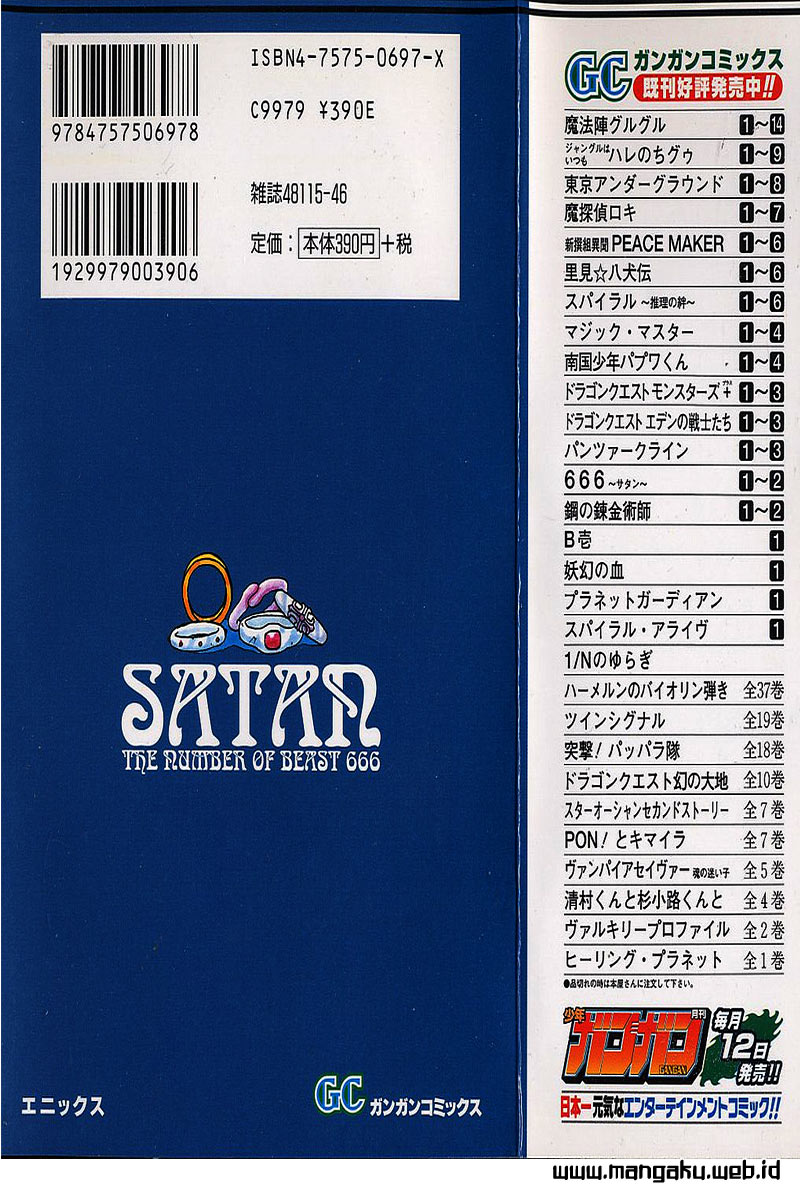 ISBN4-7575-0697-X
C9979 ¥390E
9784757506978
雑誌48115-46
定価：本体390円＋税
1929979003906
SATAN
THE NUMBER OF BEAST 666
エニックス
GC ガンガンコミックス
GC ガンガンコミックス
既刊好評発売中!!
魔法陣グルグル 1～14
ジャングルはいつもハレのちグゥ 1～9
東京アンダーグラウンド 1～8
魔探偵ロキ 1～7
新撰組異聞 PEACE MAKER 1～6
里見☆八犬伝 1～6
スパイラル ～推理の絆～ 1～6
マジック・マスター 1～4
南国少年パプワくん 1～4
ドラゴンクエストモンスターズ＋ プラス 1～3
ドラゴンクエスト エデンの戦士たち 1～3
パンツァークライン 1～3
666～サタン～ 1～2
鋼の錬金術師 1～2
B壱 1
妖幻の血 1
プラネットガーディアン 1
スパイラル・アライヴ 1
1/Nのゆらぎ
ハーメルンのバイオリン弾き 全37巻
ツインシグナル 全19巻
突撃！パッパラ隊 全18巻
ドラゴンクエスト幻の大地 全10巻
スターオーシャンセカンドストーリー 全7巻
PON！とキマイラ 全7巻
ヴァンパイアセイヴァー 魂の迷い子 全5巻
清村くんと杉小路くんと 全4巻
ヴァルキリープロファイル 全2巻
ヒーリング・プラネット 全1巻
●品切れの時は本屋さんに注文して下さい。
少年ガンガン 月刊 GANGAN
毎月12日発売!!
日本一元気なエンターテインメントコミック!!
www.mangaku.web.id